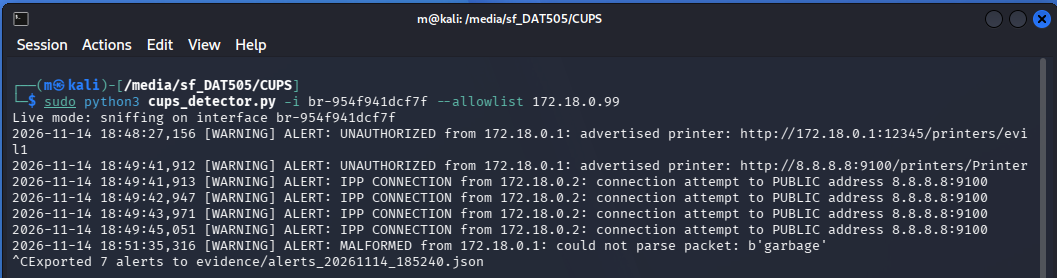 m@kali: /media/sf_DAT505/CUPS
Session Actions Edit View Help
┌──(m㉿kali)-[/media/sf_DAT505/CUPS]
└─$ sudo python3 cups_detector.py -i br-954f941dcf7f --allowlist 172.18.0.99
Live mode: sniffing on interface br-954f941dcf7f
2026-11-14 18:48:27,156 [WARNING] ALERT: UNAUTHORIZED from 172.18.0.1: advertised printer: http://172.18.0.1:12345/printers/evi
l1
2026-11-14 18:49:41,912 [WARNING] ALERT: UNAUTHORIZED from 172.18.0.1: advertised printer: http://8.8.8.8:9100/printers/Printer
2026-11-14 18:49:41,913 [WARNING] ALERT: IPP CONNECTION from 172.18.0.2: connection attempt to PUBLIC address 8.8.8.8:9100
2026-11-14 18:49:42,947 [WARNING] ALERT: IPP CONNECTION from 172.18.0.2: connection attempt to PUBLIC address 8.8.8.8:9100
2026-11-14 18:49:43,971 [WARNING] ALERT: IPP CONNECTION from 172.18.0.2: connection attempt to PUBLIC address 8.8.8.8:9100
2026-11-14 18:49:45,051 [WARNING] ALERT: IPP CONNECTION from 172.18.0.2: connection attempt to PUBLIC address 8.8.8.8:9100
2026-11-14 18:51:35,316 [WARNING] ALERT: MALFORMED from 172.18.0.1: could not parse packet: b'garbage'
^CExported 7 alerts to evidence/alerts_20261114_185240.json